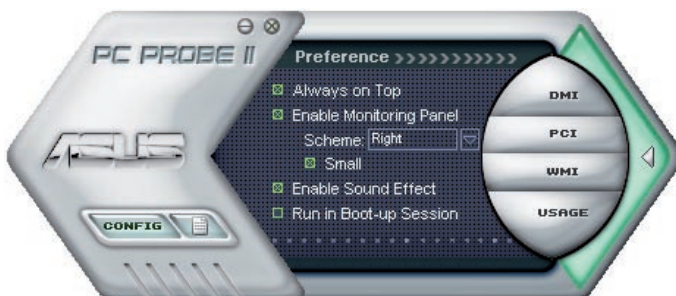 PC PROBE II
Preference >>>>>>>>>>>
Always on Top
Enable Monitoring Panel
Scheme: Right
Small
Enable Sound Effect
Run in Boot-up Session
ASUS
CONFIG
DMI
PCI
WMI
USAGE